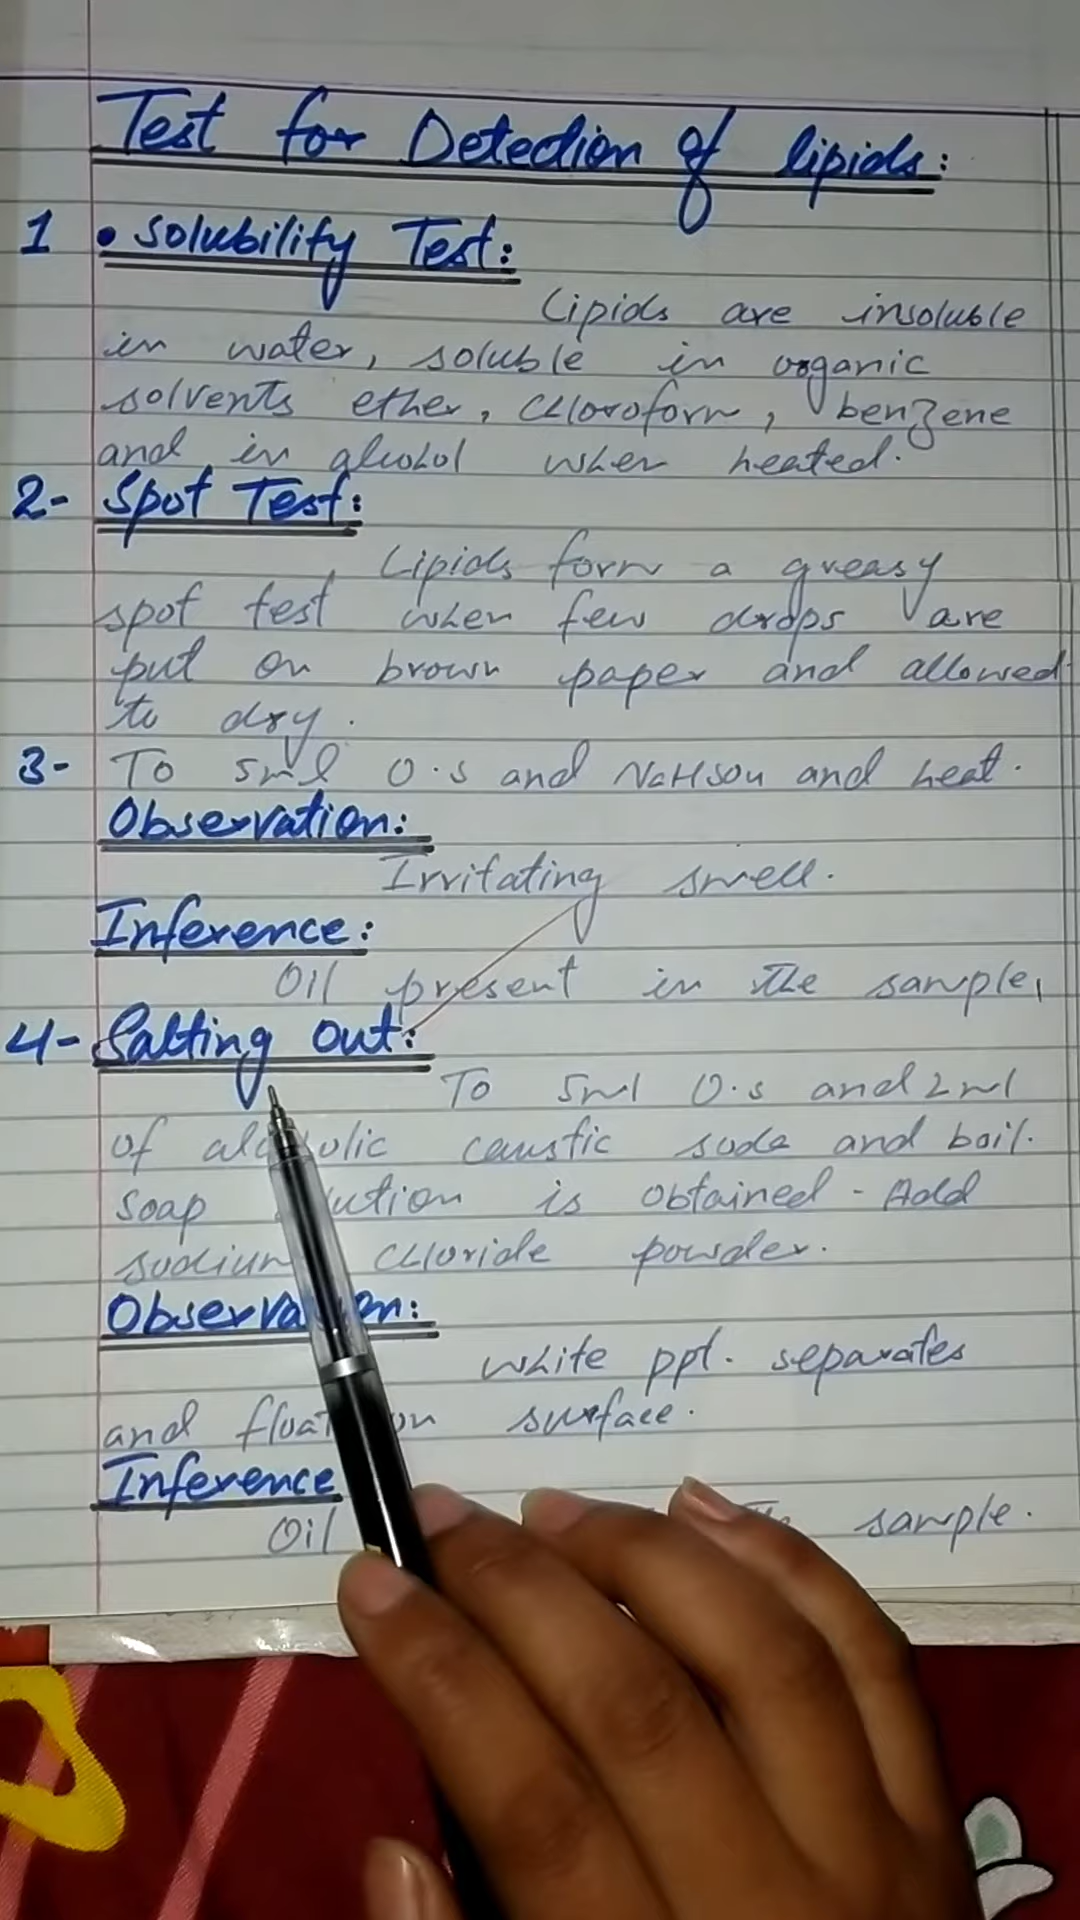 Test for Detection of lipids:
1 • Solubility Test:
Lipids are insoluble
in water, soluble in organic
solvents ether, chloroform, benzene
and in alcohol when heated.
2- Spot Test:
Lipids form a greasy
spot test when few drops are
put on brown paper and allowed
to dry.
3- To 5ml O.S and NaHSO4 and heat.
Observation:
Irritating smell.
Inference:
Oil present in the sample.
4- Salting Out:
To 5ml O.S and 2ml
of caustic soda and boil.
soap is obtained - Add
sodium chloride powder.
Observation:
white ppt. separates
and on surface.
Inference
Oil sample.